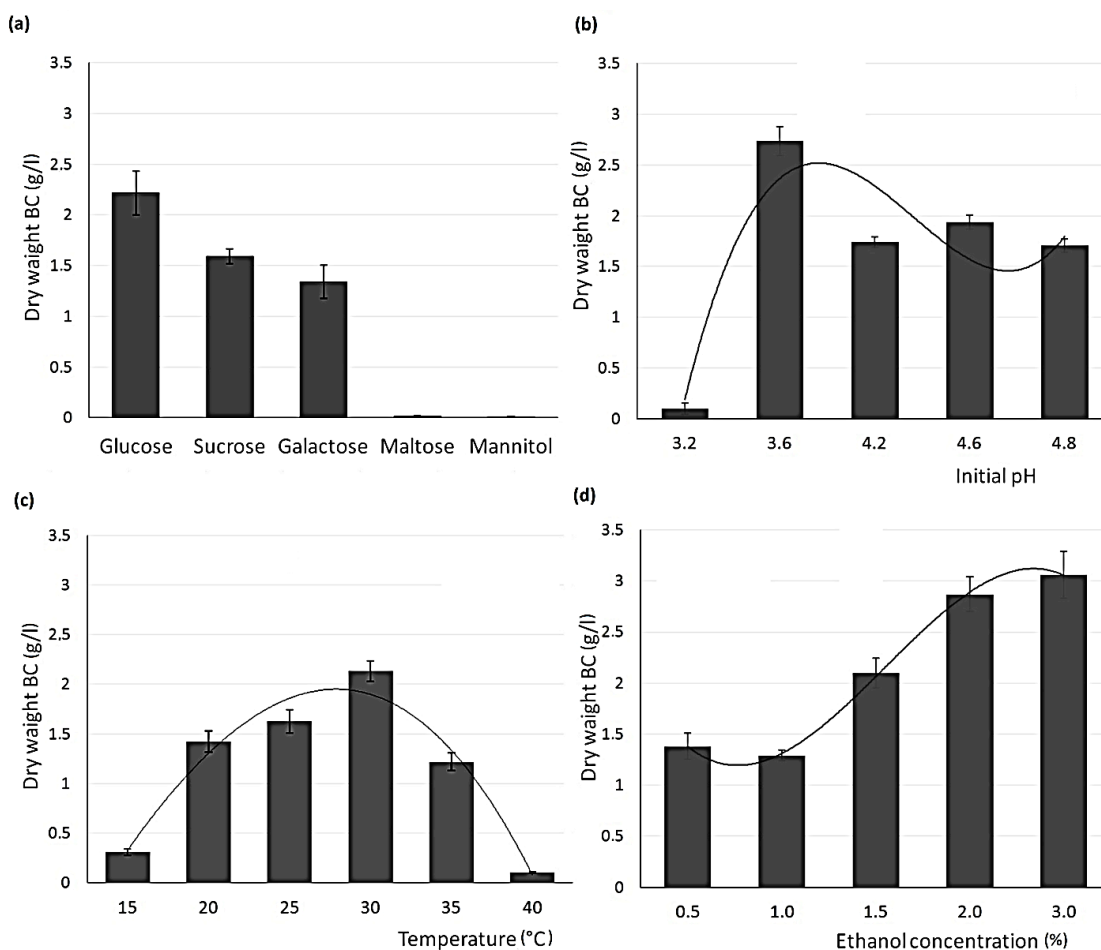 (a)
Dry waight BC (g/l)
3.5
3
2.5
2
1.5
1
0.5
0
Glucose Sucrose Galactose Maltose Mannitol
(b)
Dry waight BC (g/l)
3.5
3
2.5
2
1.5
1
0.5
0
3.2 3.6 4.2 4.6 4.8
Initial pH
(c)
Dry waight BC (g/l)
3.5
3
2.5
2
1.5
1
0.5
0
15 20 25 30 35 40
Temperature (°C)
(d)
Dry waight BC (g/l)
3.5
3
2.5
2
1.5
1
0.5
0
0.5 1.0 1.5 2.0 3.0
Ethanol concentration (%)